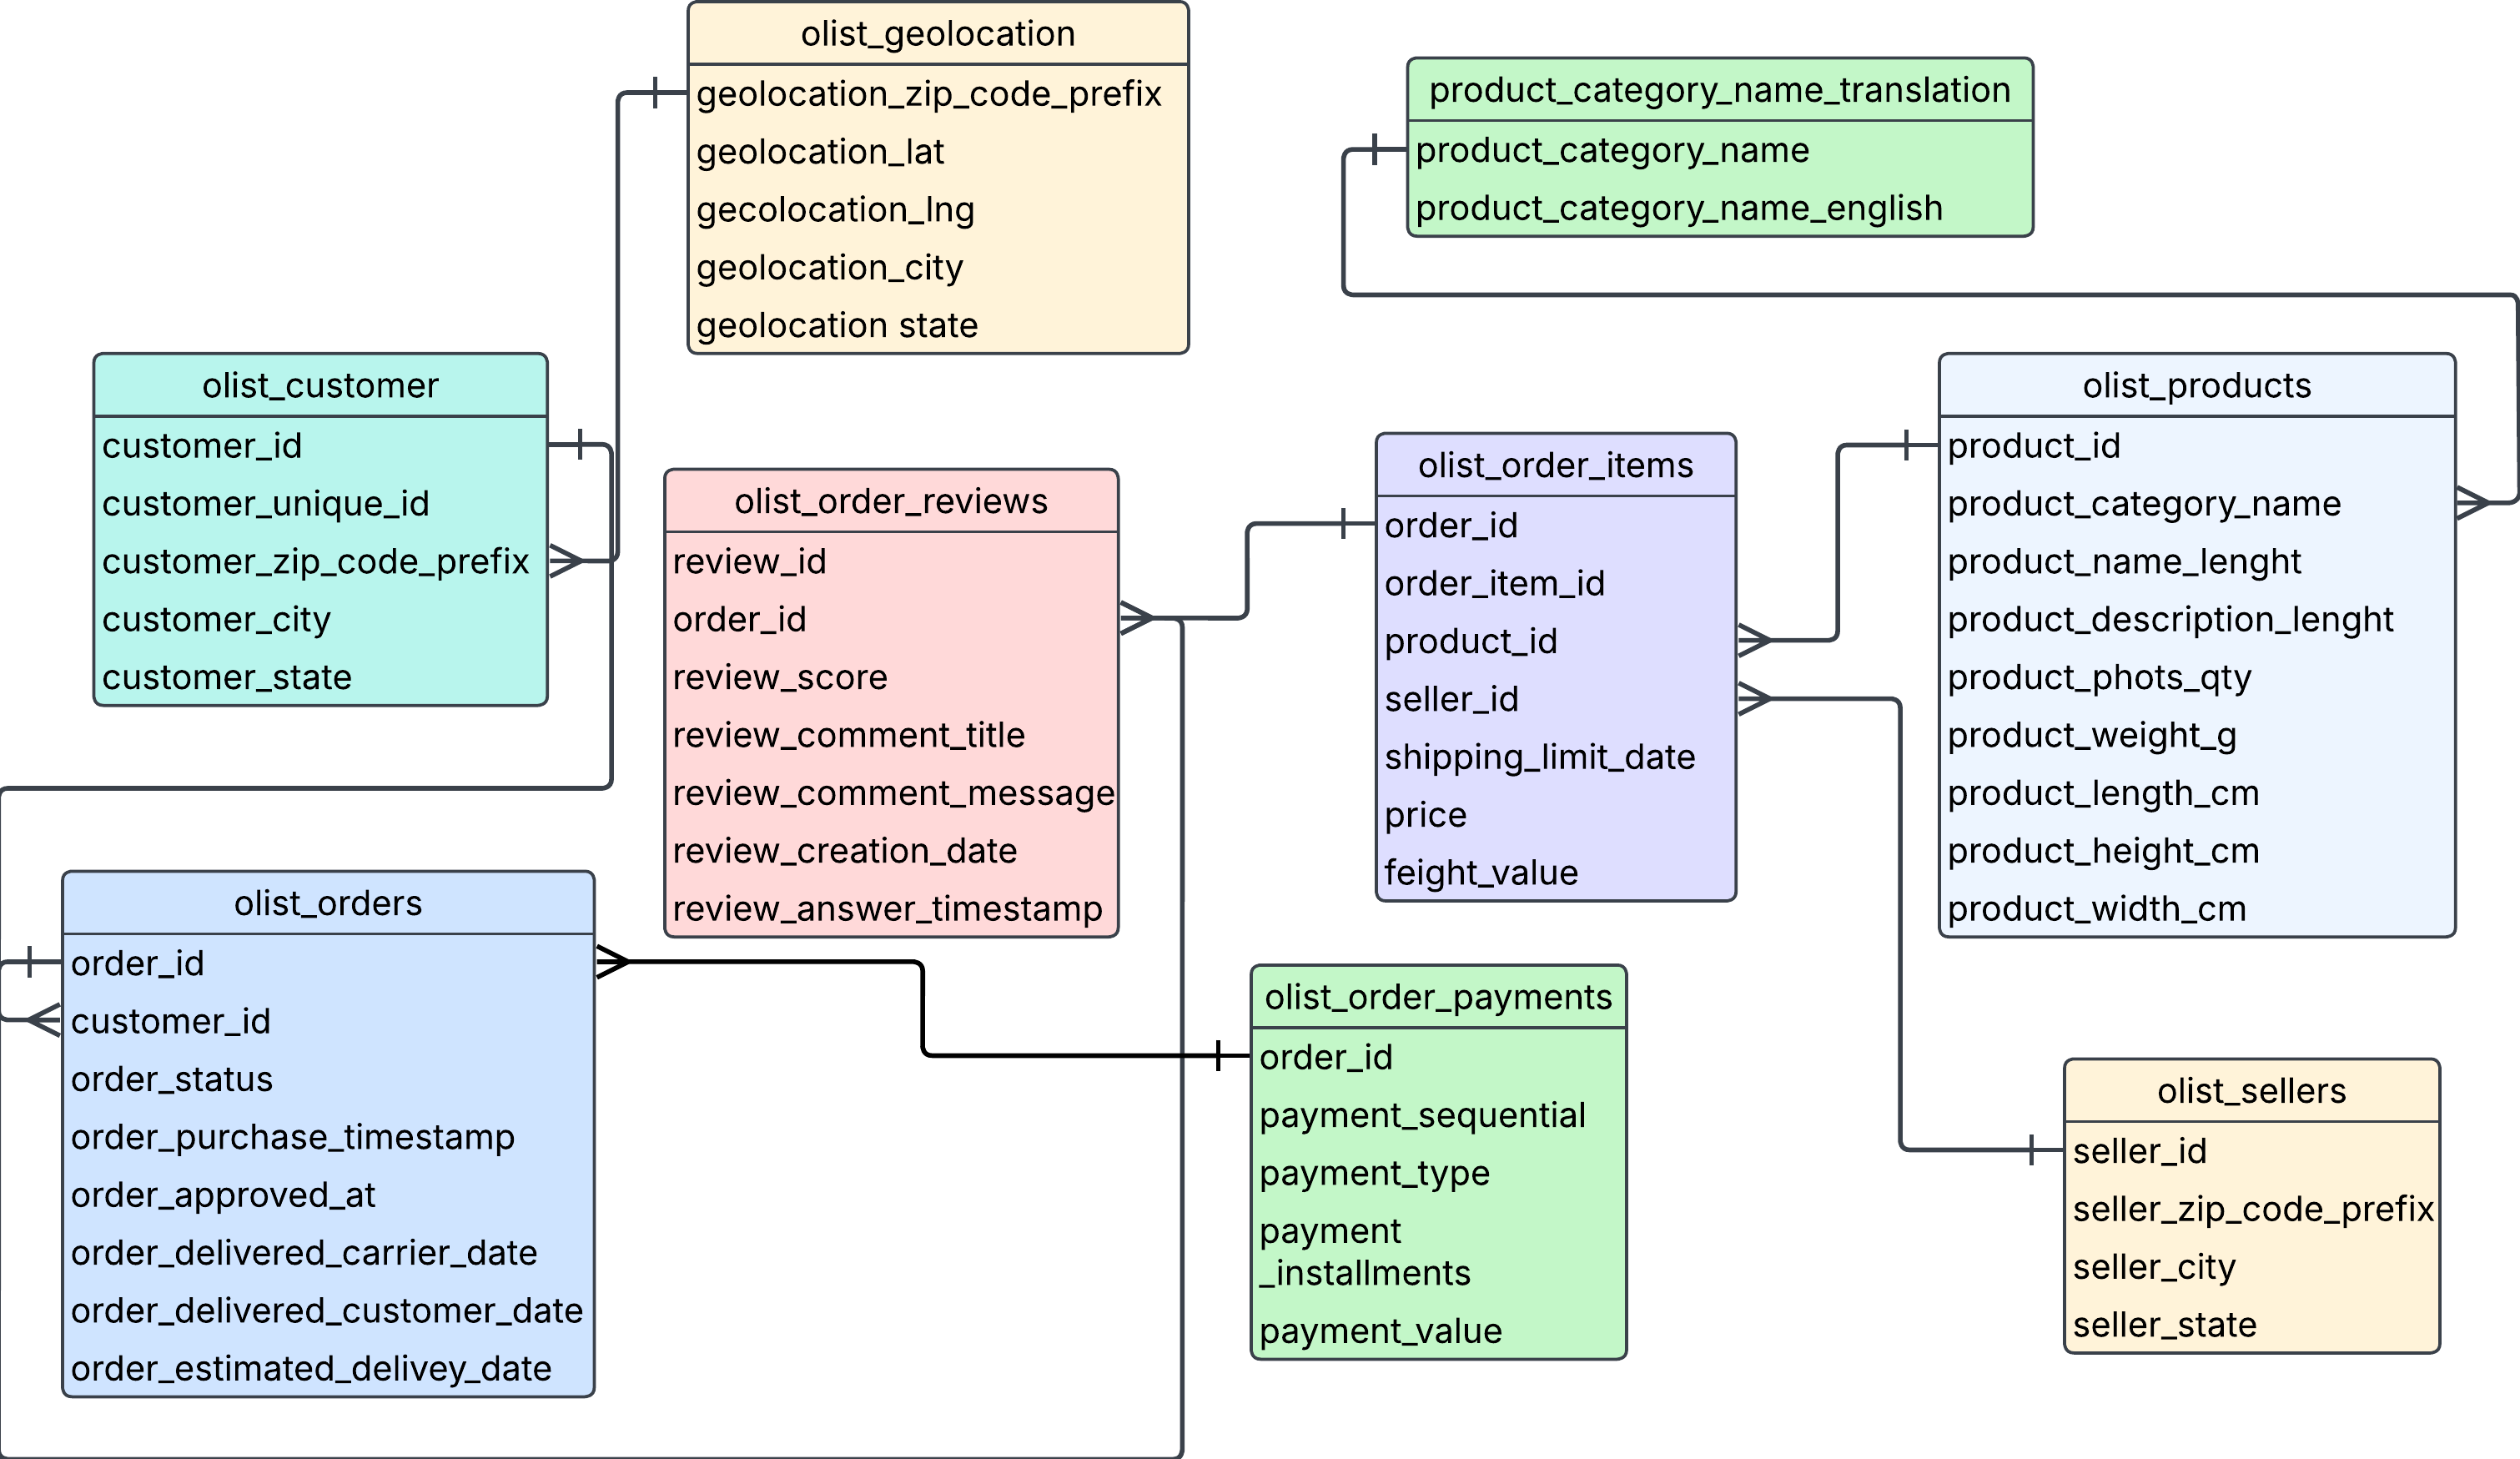 olist_geolocation
geolocation_zip_code_prefix
geolocation_lat
gecolocation_lng
geolocation_city
geolocation state
product_category_name_translation
product_category_name
product_category_name_english
olist_customer
customer_id
customer_unique_id
customer_zip_code_prefix
customer_city
customer_state
olist_order_reviews
review_id
order_id
review_score
review_comment_title
review_comment_message
review_creation_date
review_answer_timestamp
olist_order_items
order_id
order_item_id
product_id
seller_id
shipping_limit_date
price
feight_value
olist_products
product_id
product_category_name
product_name_lenght
product_description_lenght
product_phots_qty
product_weight_g
product_length_cm
product_height_cm
product_width_cm
olist_orders
order_id
customer_id
order_status
order_purchase_timestamp
order_approved_at
order_delivered_carrier_date
order_delivered_customer_date
order_estimated_delivey_date
olist_order_payments
order_id
payment_sequential
payment_type
payment
_installments
payment_value
olist_sellers
seller_id
seller_zip_code_prefix
seller_city
seller_state